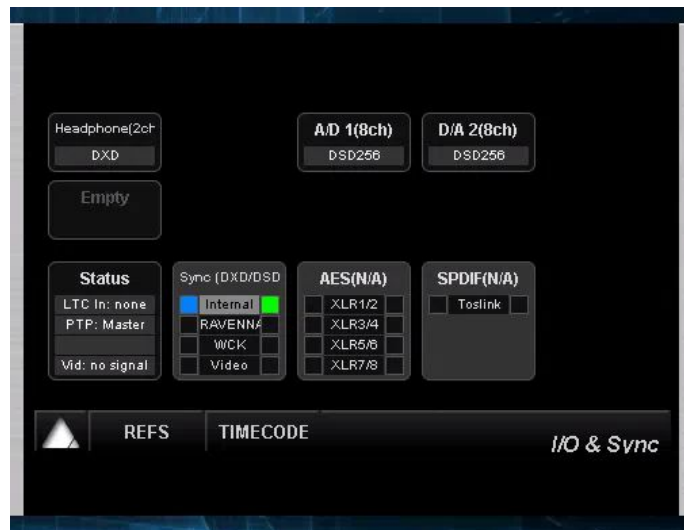 Headphone(2ch
DXD
A/D 1(8ch)
DSD256
D/A 2(8ch)
DSD256
Empty
Status
LTC In: none
PTP: Master
Vid: no signal
Sync (DXD/DSD
Internal
RAVENNA
WCK
Video
AES(N/A)
XLR1/2
XLR3/4
XLR5/6
XLR7/8
SPDIF(N/A)
Toslink
REFS
TIMECODE
I/O & Sync